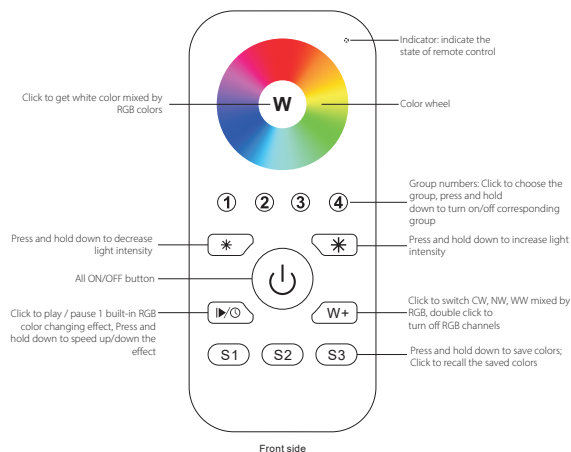 Indicator: indicate the
state of remote control
Click to get white color mixed by
RGB colors
W
Color wheel
1 2 3 4
Group numbers: Click to choose the
group, press and hold
down to turn on/off corresponding
group
Press and hold down to decrease
light intensity
Press and hold down to increase light
intensity
All ON/OFF button
Click to play / pause 1 built-in RGB
color changing effect, Press and
hold down to speed up/down the
effect
W+
Click to switch CW, NW, WW mixed by
RGB, double click to
turn off RGB channels
S1 S2 S3
Press and hold down to save colors;
Click to recall the saved colors
Front side